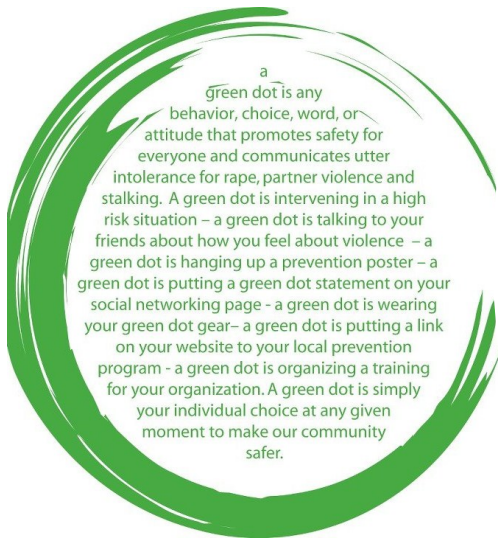 a
green dot is any
behavior, choice, word, or
attitude that promotes safety for
everyone and communicates utter
intolerance for rape, partner violence and
stalking.  A green dot is intervening in a high
risk situation – a green dot is talking to your
friends about how you feel about violence  – a
green dot is hanging up a prevention poster – a
green dot is putting a green dot statement on your
social networking page - a green dot is wearing
your green dot gear– a green dot is putting a link
on your website to your local prevention
program - a green dot is organizing a training
for your organization. A green dot is simply
your individual choice at any given
moment to make our community
safer.